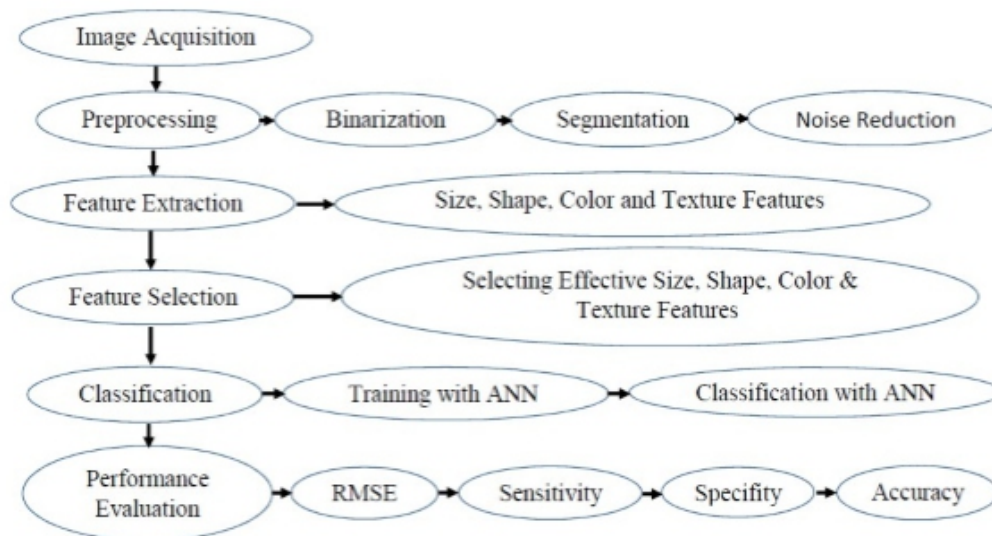 Image Acquisition
Preprocessing
Binarization
Segmentation
Noise Reduction
Feature Extraction
Size, Shape, Color and Texture Features
Feature Selection
Selecting Effective Size, Shape, Color &
Texture Features
Classification
Training with ANN
Classification with ANN
Performance
Evaluation
RMSE
Sensitivity
Specifity
Accuracy